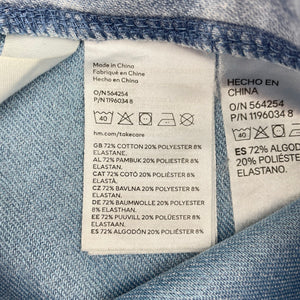 Made in China
Fabriqué en Chine
Hecho en China
O/N 564254
P/N 1196034 8
40
hm.com/takecare
GB 72% COTTON 20% POLYESTER 8%
ELASTANE.
AL 72% PAMBUK 20% POLIESTER 8%
ELASTAN.
CAT 72% COTÓ 20% POLIÈSTER 8%
ELASTÀ.
CZ 72% BAVLNA 20% POLYESTER 8%
ELASTAN.
DE 72% BAUMWOLLE 20% POLYESTER
8% ELASTHAN.
EE 72% PUUVILL 20% POLÜESTER 8%
ELASTAAN.
ES 72% ALGODÓN 20% POLIÉSTER 8%
HECHO EN
CHINA
O/N 564254
P/N 1196034 8
40
ES 72% ALGODÓN
20% POLIÉSTER
ELASTANO.